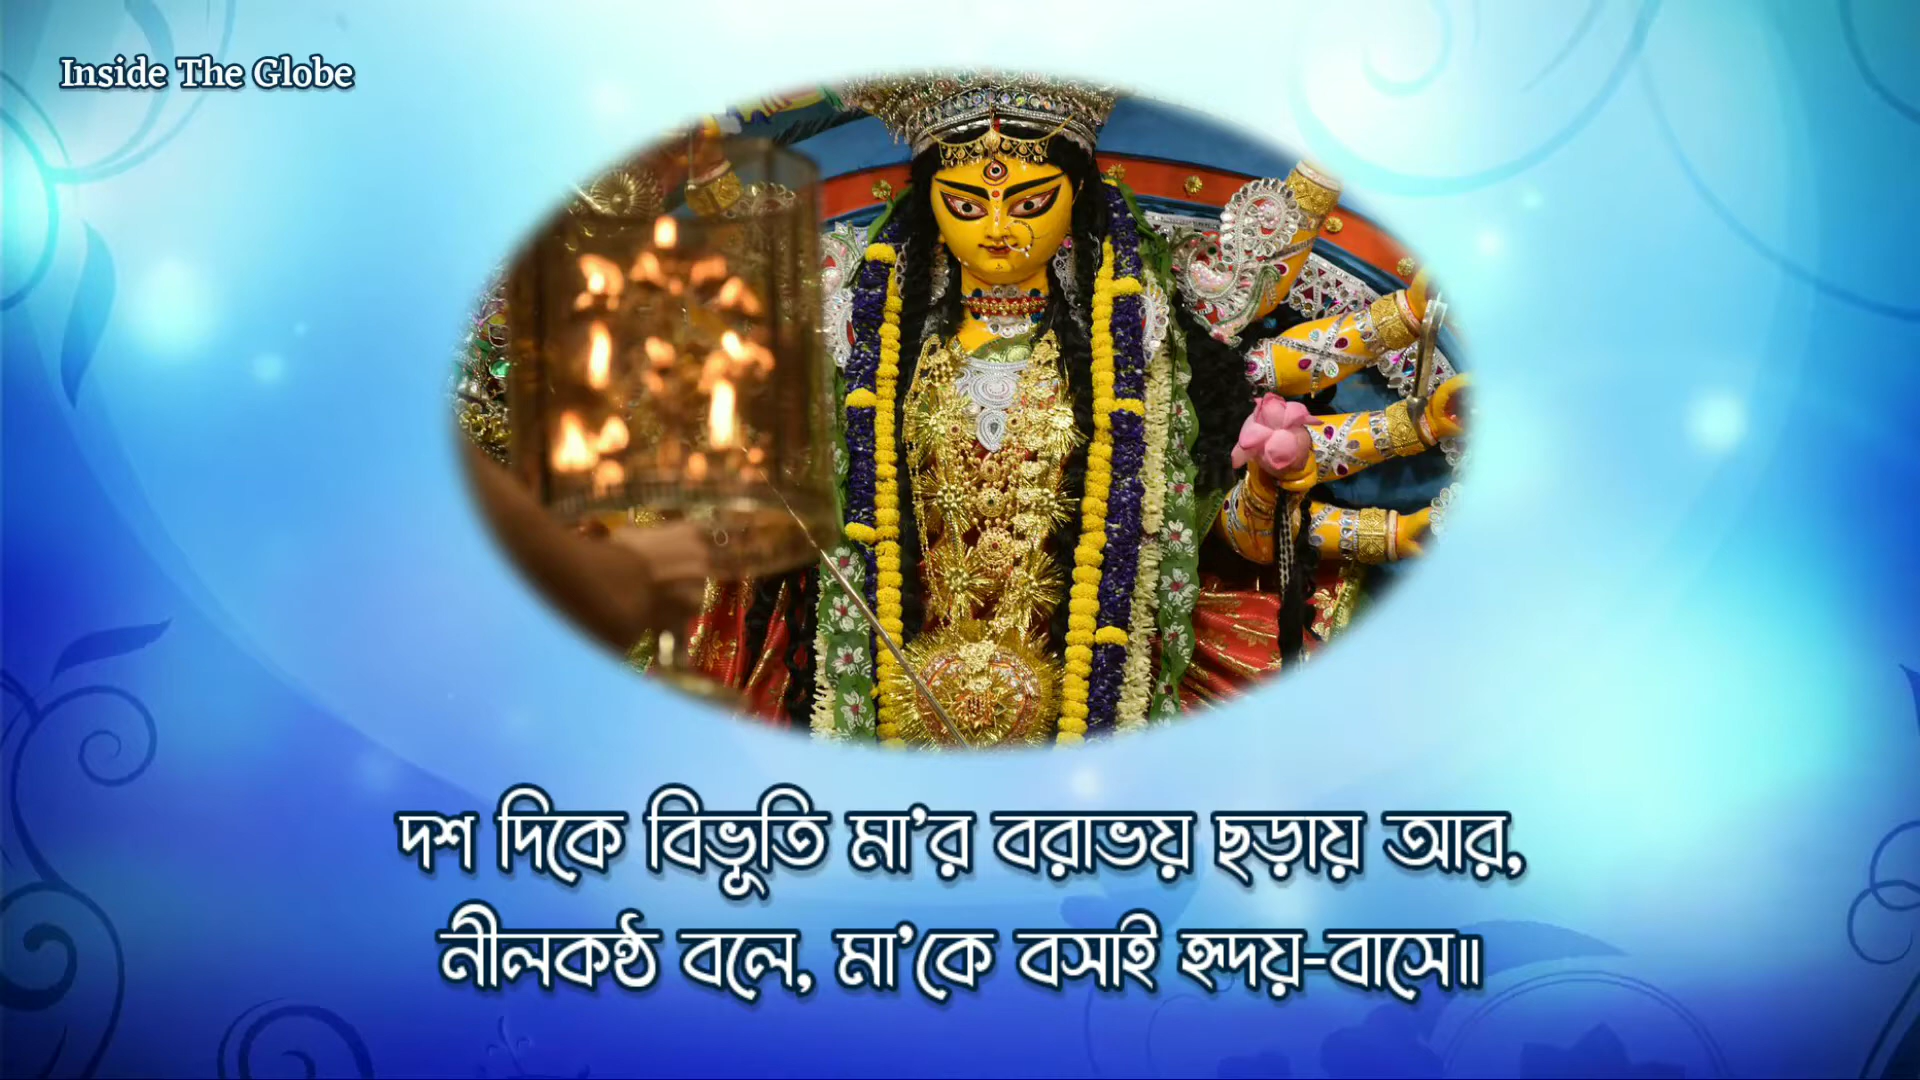 Inside The Globe
দশ দিকে বিভূতি মা’র বরাভয় ছড়ায় আর,
নীলকণ্ঠ বলে, মা’কে বসাই হৃদয়-বাসে॥